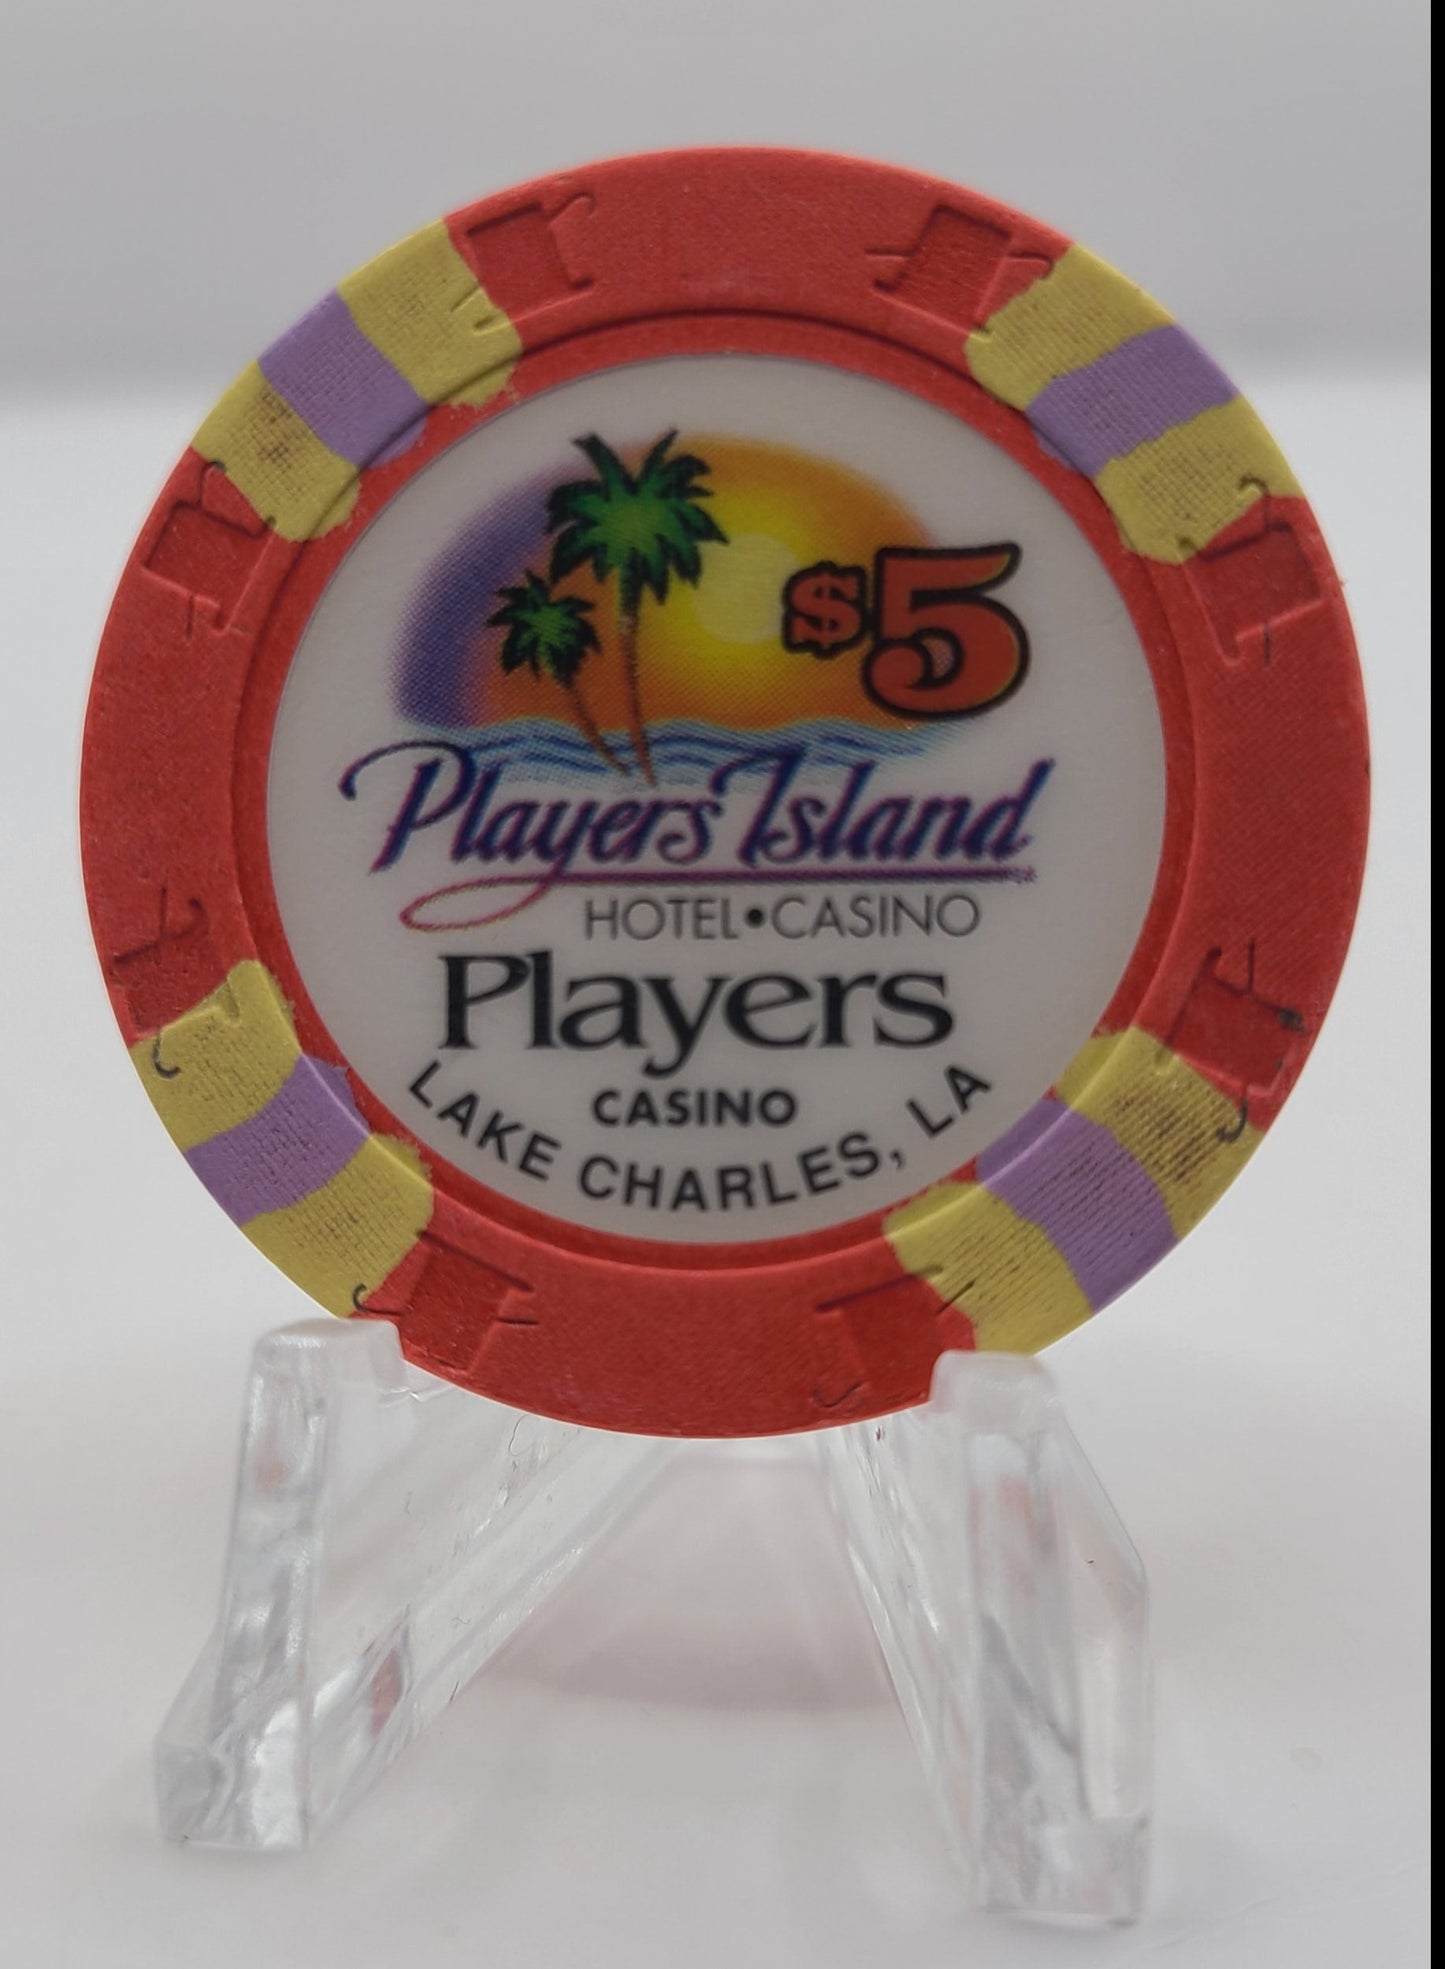 $5
Players Island
HOTEL•CASINO
Players
CASINO
LAKE CHARLES, LA